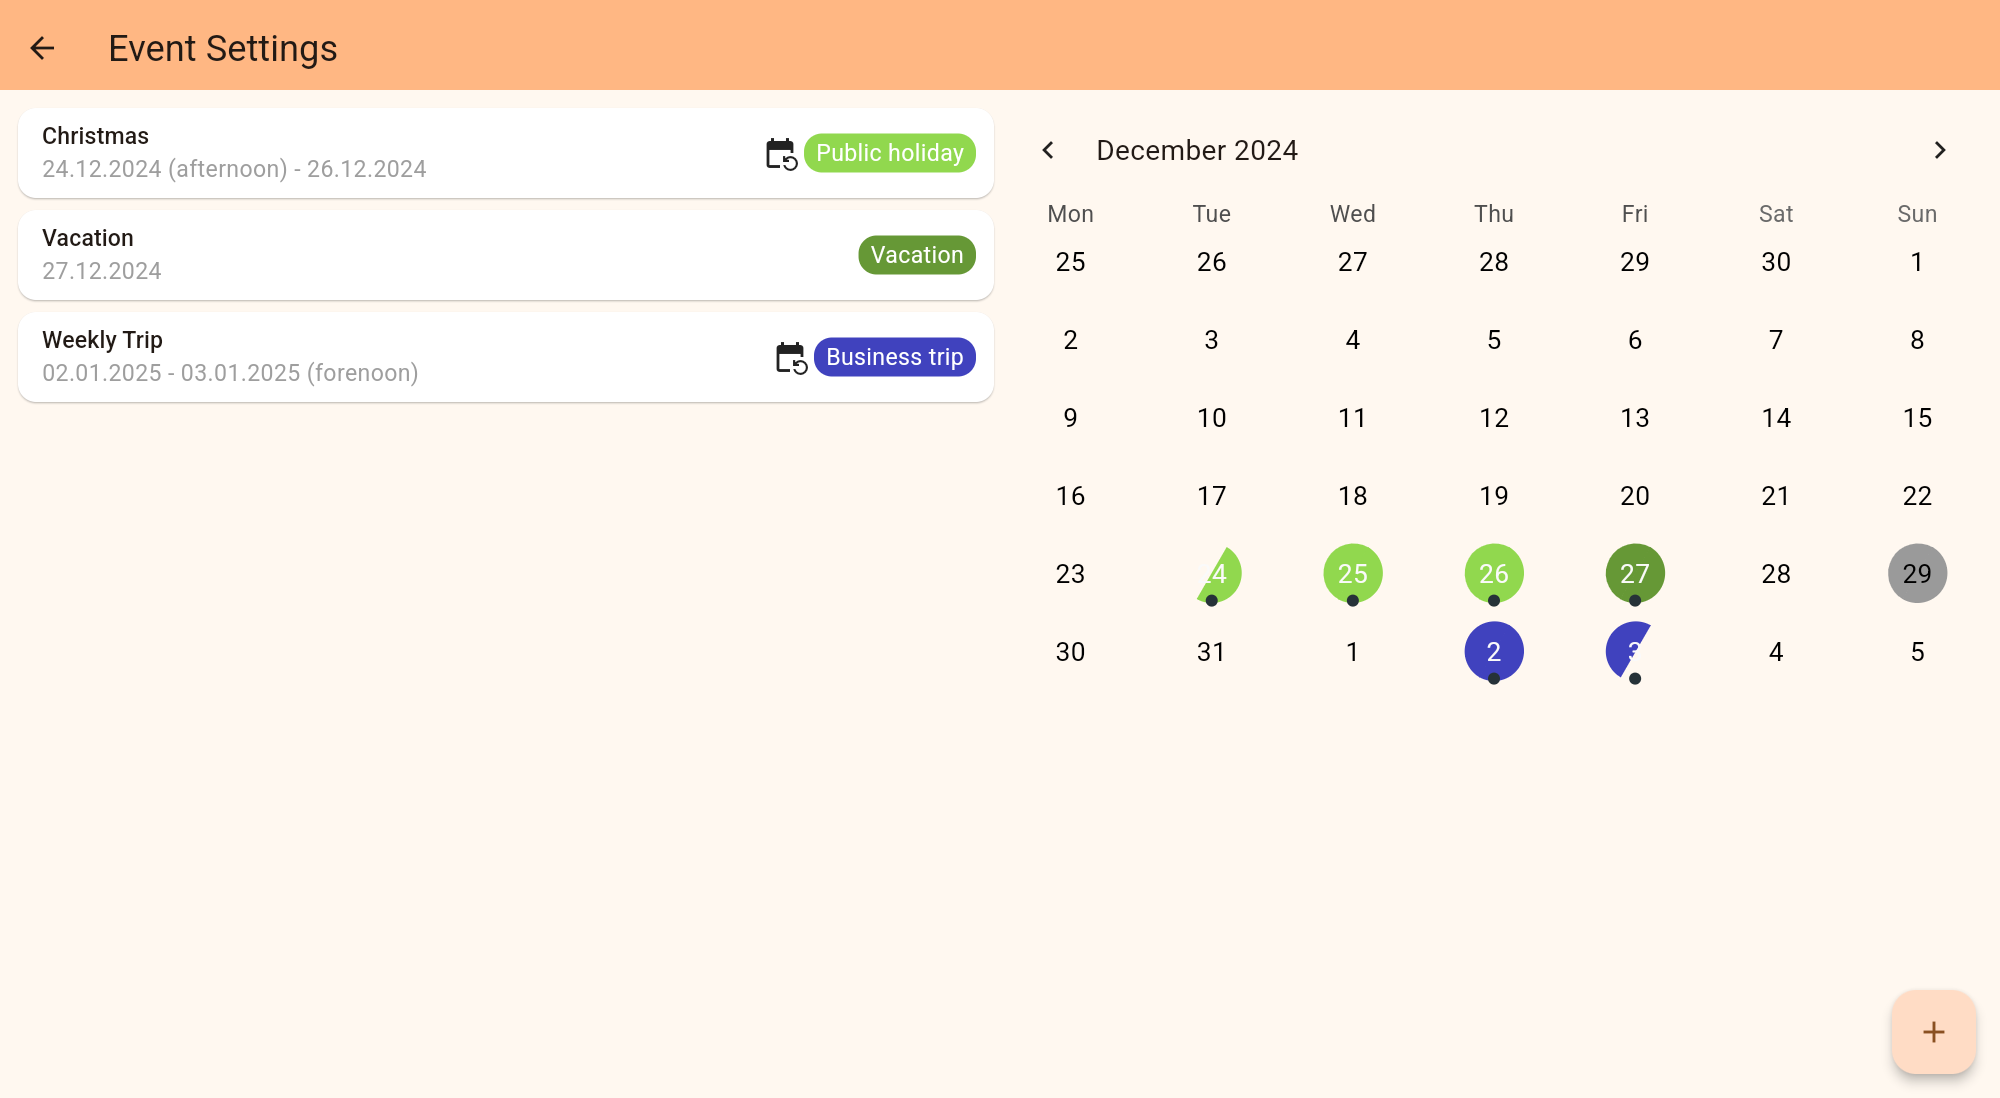 Event Settings
Christmas
24.12.2024 (afternoon) - 26.12.2024
Public holiday
Vacation
27.12.2024
Vacation
Weekly Trip
02.01.2025 - 03.01.2025 (forenoon)
Business trip
December 2024
Mon Tue Wed Thu Fri Sat Sun
25 26 27 28 29 30 1
2 3 4 5 6 7 8
9 10 11 12 13 14 15
16 17 18 19 20 21 22
23 24 25 26 27 28 29
30 31 1 2 3 4 5